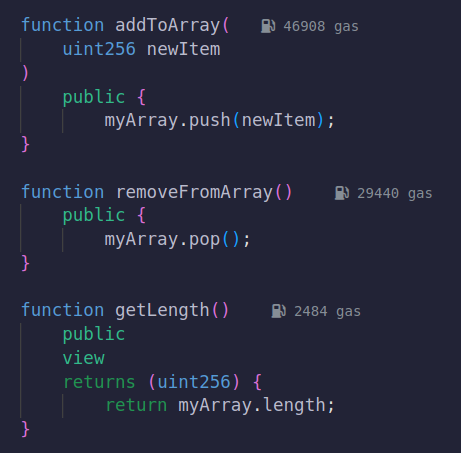 function addToArray( 46908 gas
uint256 newItem
)
public {
myArray.push(newItem);
}
function removeFromArray() 29440 gas
public {
myArray.pop();
}
function getLength() 2484 gas
public
view
returns (uint256) {
return myArray.length;
}